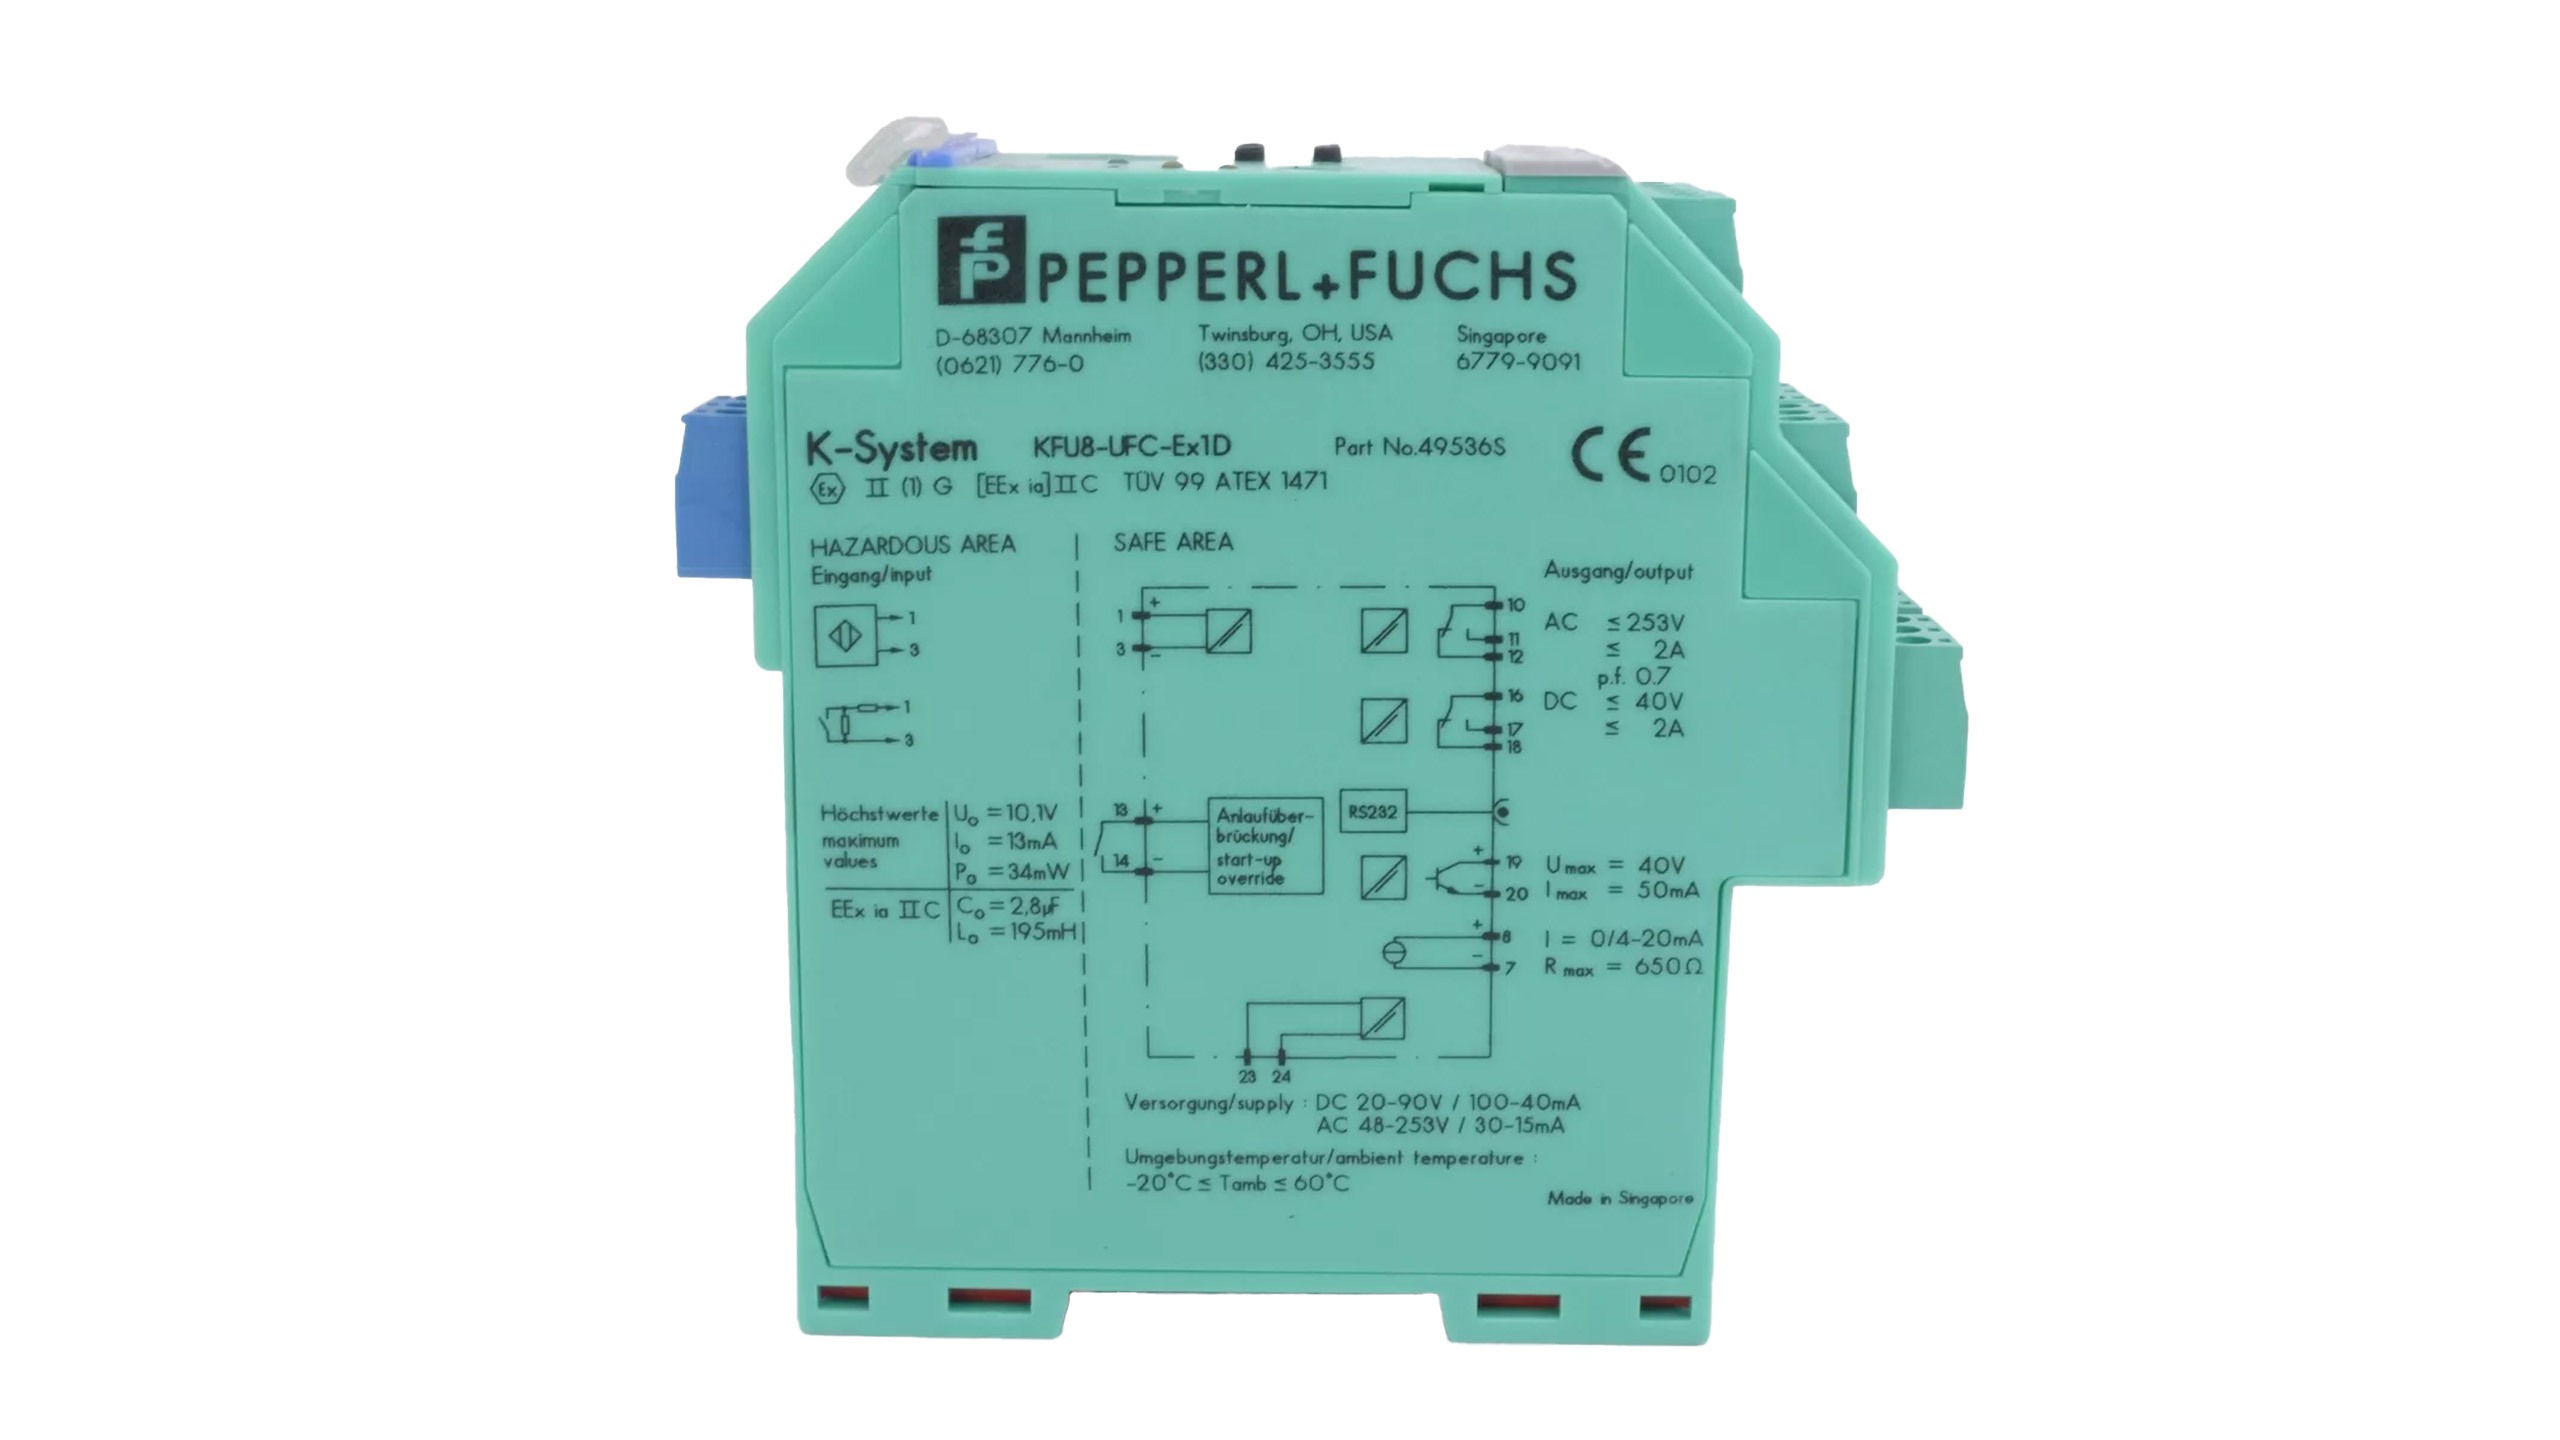 fp PEPPERL+FUCHS
D-68307 Mannheim Twinsburg, OH, USA Singapore
(0621) 776-0 (330) 425-3555 6779-9091
K-System KFU8-UFC-Ex1D Part No.49536S CE 0102
Ex II (1) G [EEx ia] IIC TÜV 99 ATEX 1471
HAZARDOUS AREA
Eingang/input
1
3
1
3
Höchstwerte
maximum
values
Uo = 10,1V
Io = 13mA
Po = 34mW
EEx ia IIC
Co = 2,8µF
Lo = 195mH
SAFE AREA
1 +
3 -
13 +
14 -
Anlaufüber-
brückung/
start-up
override
RS232
10
11
12
16
17
18
+ 19
- 20
+ 8
- 7
23 24
Ausgang/output
AC ≤ 253V
≤ 2A
p.f. 0.7
DC ≤ 40V
≤ 2A
U max = 40V
I max = 50mA
I = 0/4-20mA
R max = 650Ω
Versorgung/supply : DC 20-90V / 100-40mA
AC 48-253V / 30-15mA
Umgebungstemperatur/ambient temperature :
-20°C ≤ Tamb ≤ 60°C
Made in Singapore